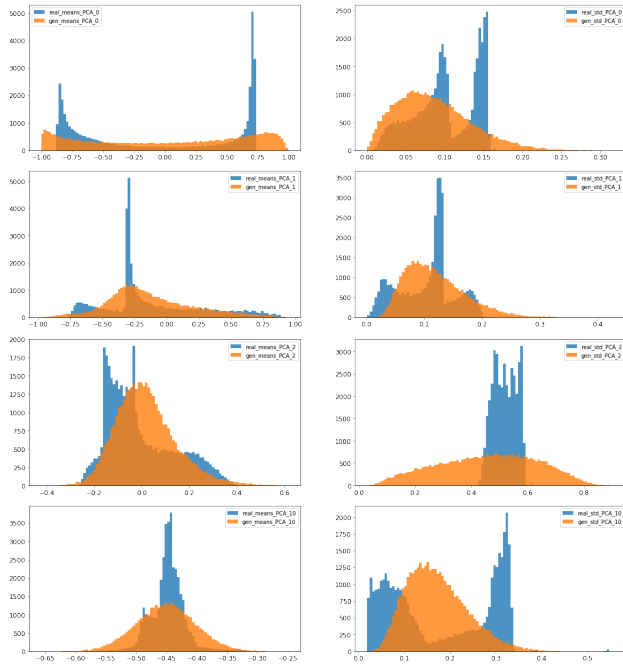 real_means_PCA_0
gen_means_PCA_0
5000
4000
3000
2000
1000
0
−1.00 −0.75 −0.50 −0.25 0.00 0.25 0.50 0.75 1.00
real_std_PCA_0
gen_std_PCA_0
2500
2000
1500
1000
500
0
0.00 0.05 0.10 0.15 0.20 0.25 0.30
real_means_PCA_1
gen_means_PCA_1
5000
4000
3000
2000
1000
0
−1.00 −0.75 −0.50 −0.25 0.00 0.25 0.50 0.75 1.00
real_std_PCA_1
gen_std_PCA_1
3500
3000
2500
2000
1500
1000
500
0
0.0 0.1 0.2 0.3 0.4
real_means_PCA_2
gen_means_PCA_2
2000
1750
1500
1250
1000
750
500
250
0
−0.4 −0.2 0.0 0.2 0.4 0.6
real_std_PCA_2
gen_std_PCA_2
3000
2500
2000
1500
1000
500
0
0.0 0.2 0.4 0.6 0.8
real_means_PCA_10
gen_means_PCA_10
3500
3000
2500
2000
1500
1000
500
0
−0.65 −0.60 −0.55 −0.50 −0.45 −0.40 −0.35 −0.30 −0.25
real_std_PCA_10
gen_std_PCA_10
2000
1750
1500
1250
1000
750
500
250
0
0.0 0.1 0.2 0.3 0.4 0.5